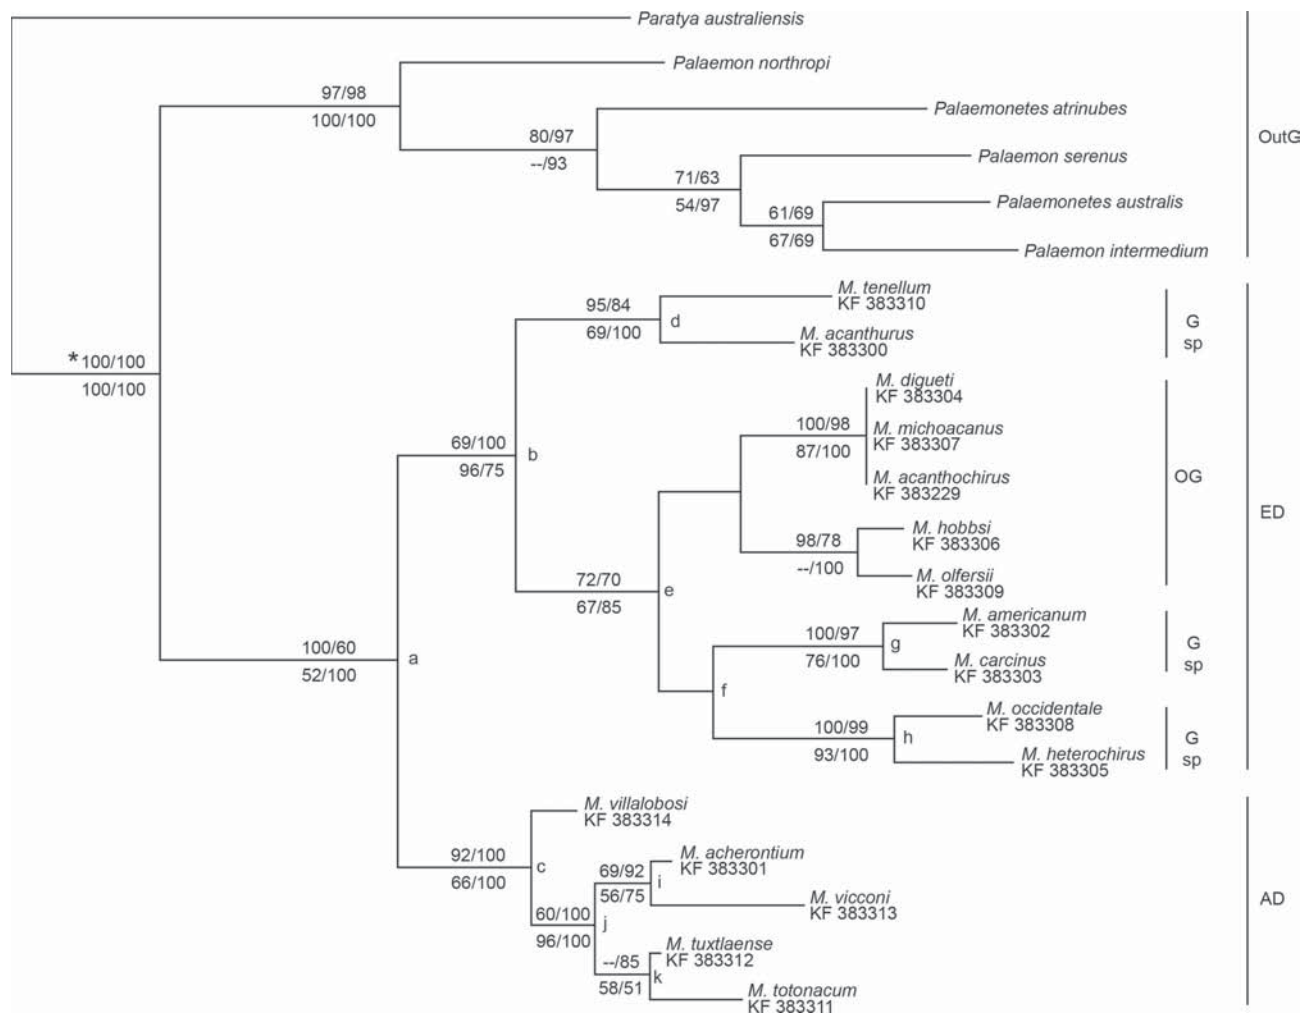 Paratya australiensis
Palaemon northropi
97/98
100/100
Palaemonetes atrinubes
80/97
--/93
OutG
Palaemon serenus
71/63
54/97
Palaemonetes australis
61/69
67/69
Palaemon intermedium
M. tenellum
KF 383310
95/84
69/100
d
G
sp
M. acanthurus
KF 383300
*100/100
100/100
M. digueti
KF 383304
100/98
87/100
M. michoacanus
KF 383307
69/100
96/75
b
M. acanthochirus
KF 383229
OG
ED
M. hobbsi
KF 383306
98/78
--/100
M. olfersii
KF 383309
72/70
67/85
e
M. americanum
KF 383302
100/97
76/100
g
G
sp
M. carcinus
KF 383303
100/60
52/100
a
f
M. occidentale
KF 383308
100/99
93/100
h
G
sp
M. heterochirus
KF 383305
M. villalobosi
KF 383314
92/100
66/100
c
M. acherontium
KF 383301
69/92
56/75
i
M. vicconi
KF 383313
AD
60/100
96/100
j
M. tuxtlaense
KF 383312
--/85
58/51
k
M. totonacum
KF 383311